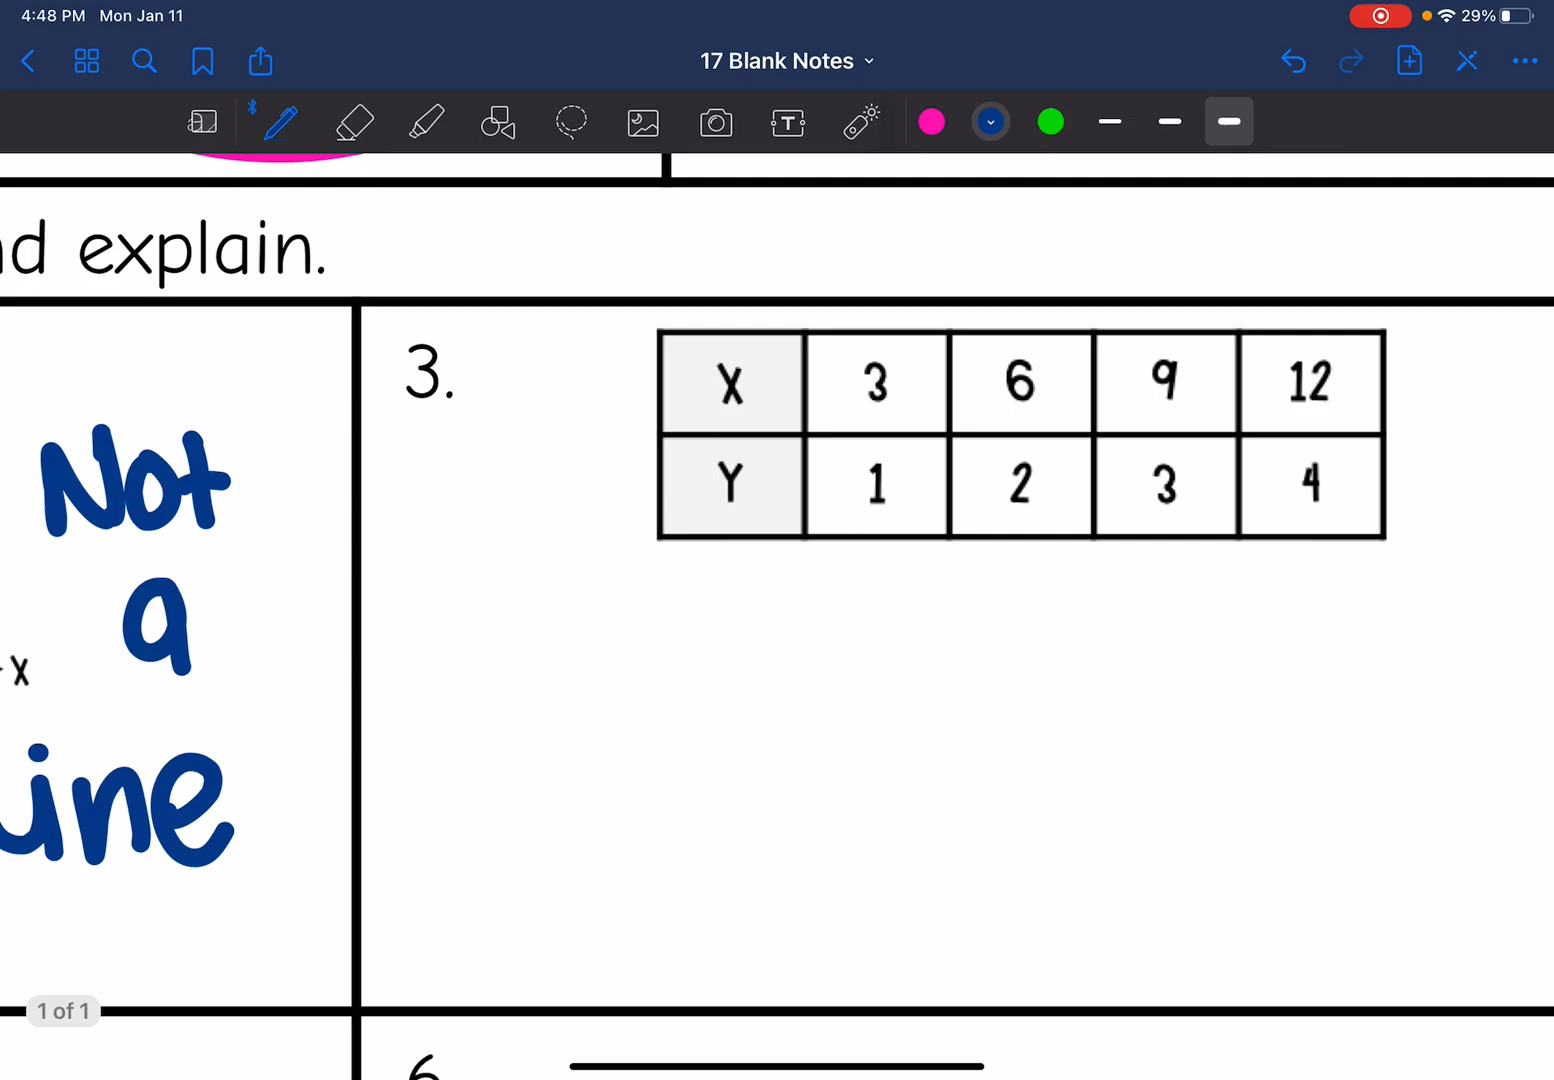 4:48 PM Mon Jan 11
29%
17 Blank Notes
T
d explain.
Not
a
X
ine
3.
X 3 6 9 12
Y 1 2 3 4
1 of 1
6